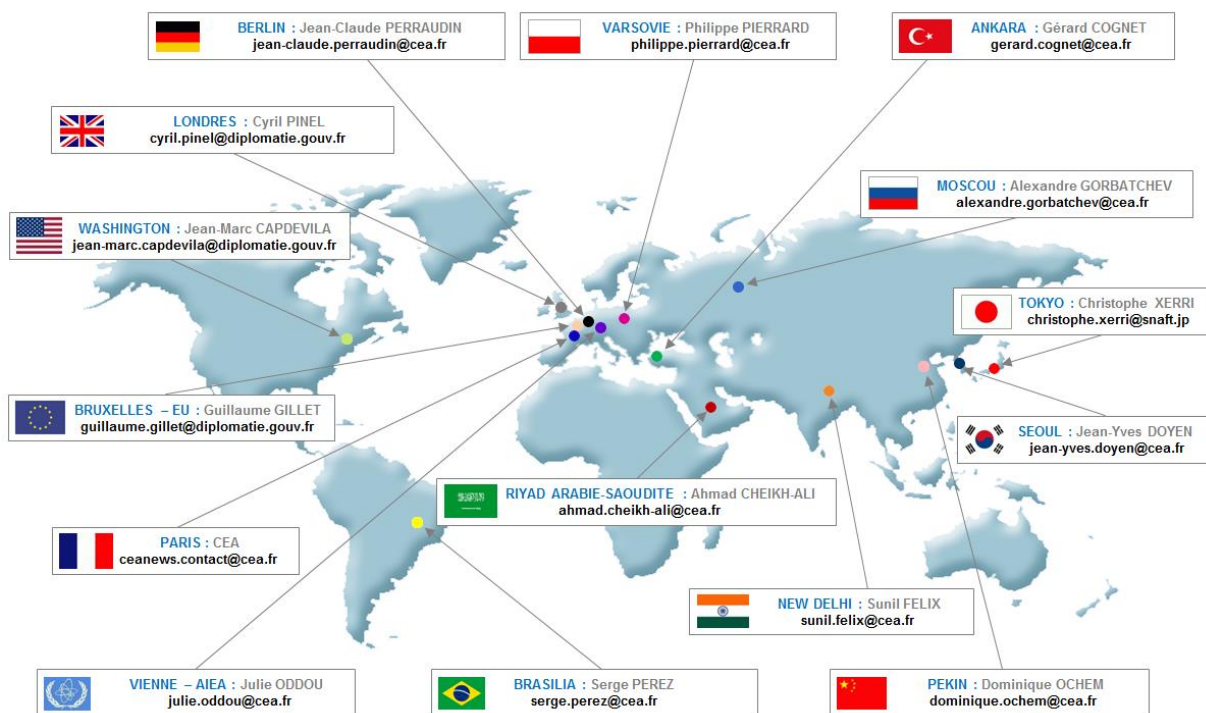 BERLIN : Jean-Claude PERRAUDIN
jean-claude.perraudin@cea.fr
VARSOVIE : Philippe PIERRARD
philippe.pierrard@cea.fr
ANKARA : Gérard COGNET
gerard.cognet@cea.fr
LONDRES : Cyril PINEL
cyril.pinel@diplomatie.gouv.fr
MOSCOU : Alexandre GORBATCHEV
alexandre.gorbatchev@cea.fr
WASHINGTON : Jean-Marc CAPDEVILA
jean-marc.capdevila@diplomatie.gouv.fr
TOKYO : Christophe XERRI
christophe.xerri@snaft.jp
BRUXELLES – EU : Guillaume GILLET
guillaume.gillet@diplomatie.gouv.fr
SEOUL : Jean-Yves DOYEN
jean-yves.doyen@cea.fr
RIYAD ARABIE-SAOUDITE : Ahmad CHEIKH-ALI
ahmad.cheikh-ali@cea.fr
PARIS : CEA
ceanews.contact@cea.fr
NEW DELHI : Sunil FELIX
sunil.felix@cea.fr
VIENNE – AIEA : Julie ODDOU
julie.oddou@cea.fr
BRASILIA : Serge PEREZ
serge.perez@cea.fr
PEKIN : Dominique OCHEM
dominique.ochem@cea.fr